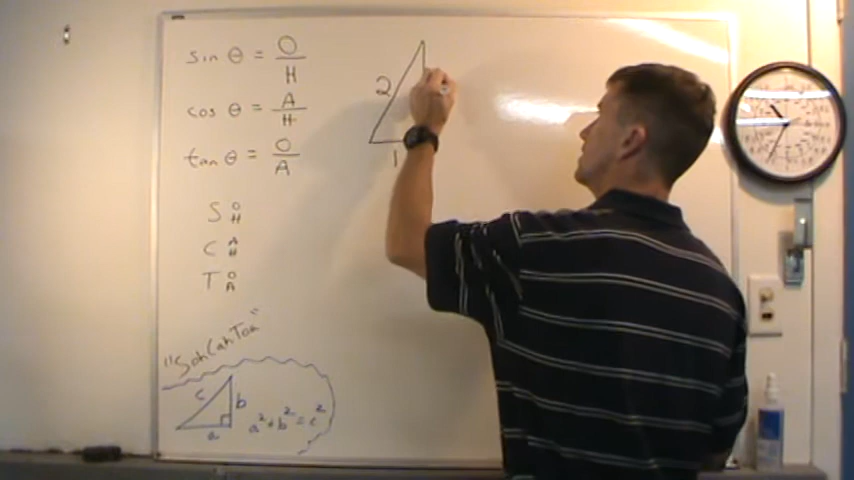 sin θ = O/H
cos θ = A/H
tan θ = O/A
S O/H
C A/H
T O/A
"SohCahToa"
c
b
a
a² + b² = c²
2
1